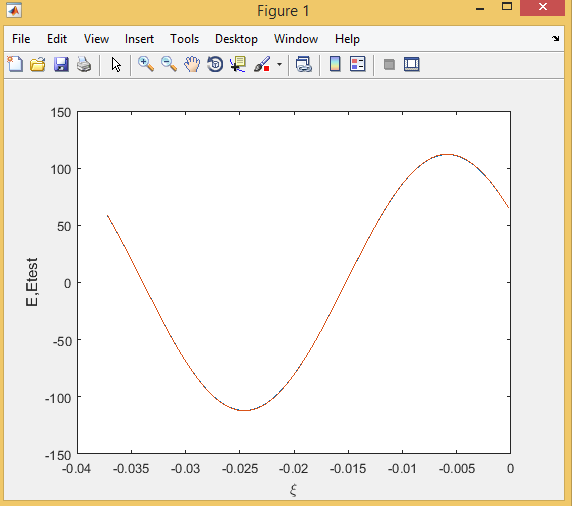 Figure 1
File Edit View Insert Tools Desktop Window Help
150
100
50
0
-50
-100
-150
E,Etest
-0.04 -0.035 -0.03 -0.025 -0.02 -0.015 -0.01 -0.005 0
ξ